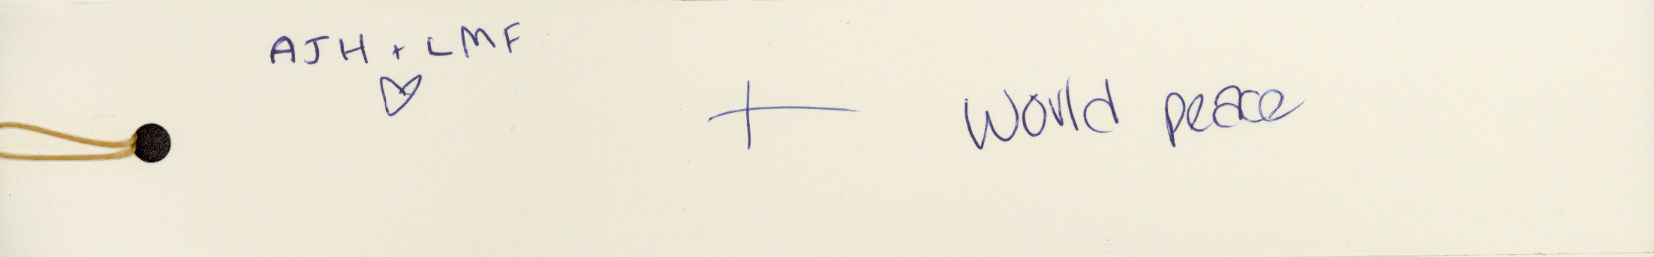 AJH + LMF
♡
+ World peace